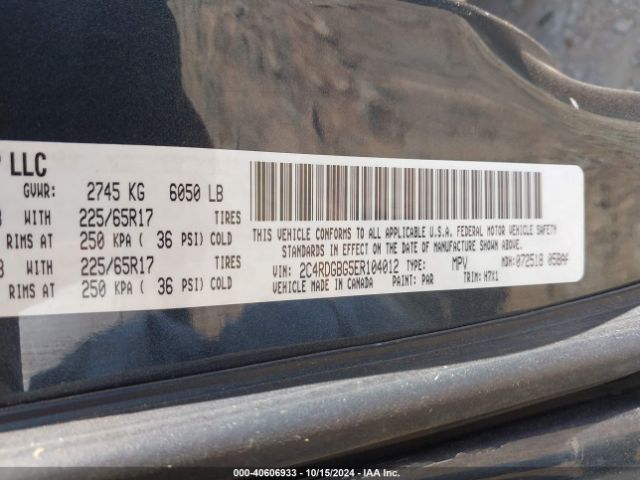 LLC
GVWR: 2745 KG 6050 LB
WITH 225/65R17 TIRES
RIMS AT 250 KPA ( 36 PSI) COLD
WITH 225/65R17 TIRES
RIMS AT 250 KPA ( 36 PSI) COLD
THIS VEHICLE CONFORMS TO ALL APPLICABLE U.S.A. FEDERAL MOTOR VEHICLE SAFETY
STANDARDS IN EFFECT ON THE DATE OF MANUFACTURE SHOWN ABOVE.
VIN: 2C4RDGBG5ER104012 TYPE: MPV MDH: 072518 058AF
VEHICLE MADE IN CANADA PAINT: PAR TRIM: H7X1
000-40606933 - 10/15/2024 - IAA Inc.